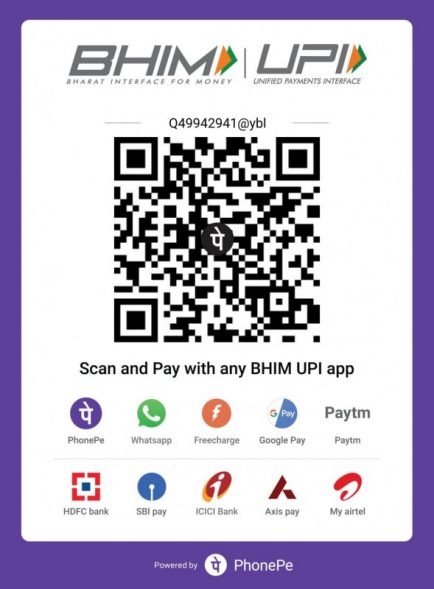 BHIM UPI
BHARAT INTERFACE FOR MONEY UNIFIED PAYMENTS INTERFACE
Q49942941@ybl
पे
Scan and Pay with any BHIM UPI app
पे G Pay Paytm
PhonePe Whatsapp Freecharge Google Pay Paytm
HDFC bank SBI pay ICICI Bank Axis pay My airtel
Powered by पे PhonePe